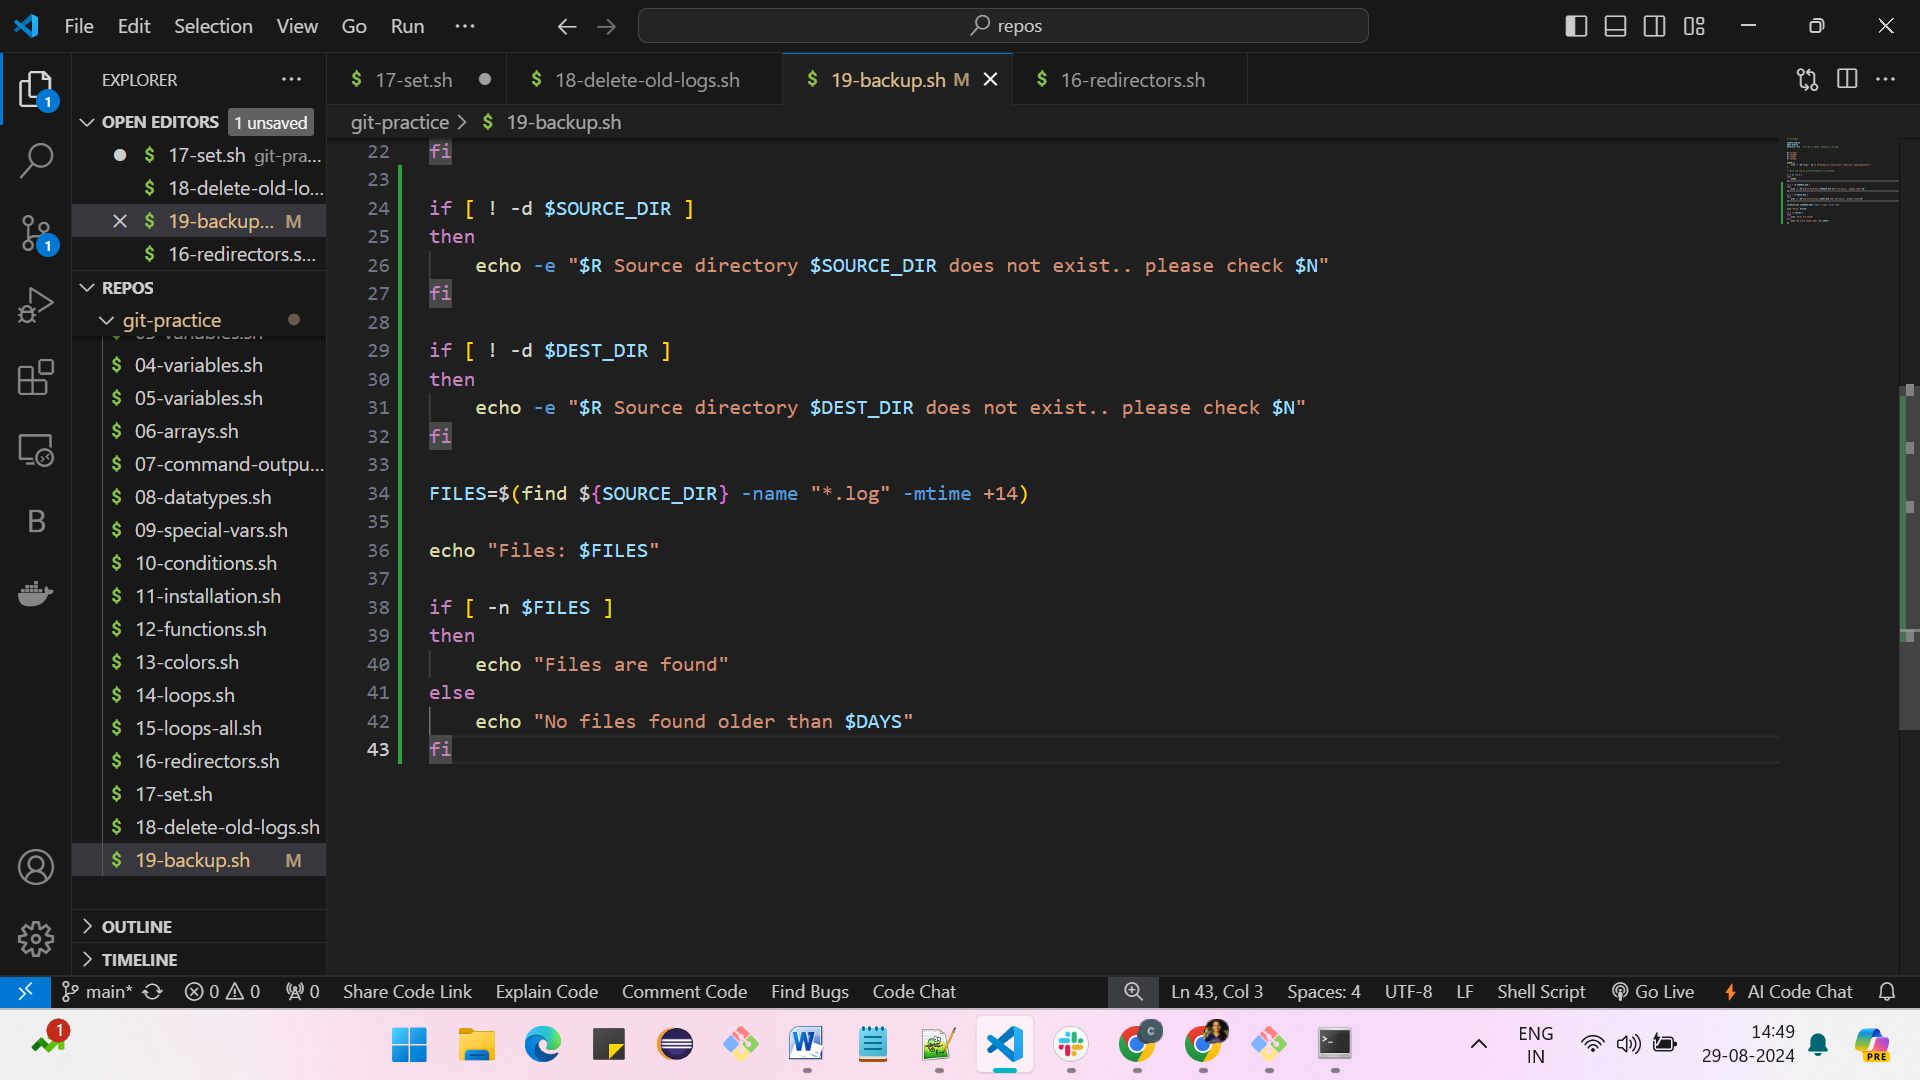 File Edit Selection View Go Run ···
repos
EXPLORER ···
OPEN EDITORS 1 unsaved
$ 17-set.sh git-pra...
$ 18-delete-old-lo...
$ 19-backup... M
$ 16-redirectors.s...
REPOS
git-practice
$ 04-variables.sh
$ 05-variables.sh
$ 06-arrays.sh
$ 07-command-outpu...
$ 08-datatypes.sh
$ 09-special-vars.sh
$ 10-conditions.sh
$ 11-installation.sh
$ 12-functions.sh
$ 13-colors.sh
$ 14-loops.sh
$ 15-loops-all.sh
$ 16-redirectors.sh
$ 17-set.sh
$ 18-delete-old-logs.sh
$ 19-backup.sh M
OUTLINE
TIMELINE
1
1
B
$ 17-set.sh $ 18-delete-old-logs.sh $ 19-backup.sh M $ 16-redirectors.sh
git-practice > $ 19-backup.sh
22 fi
23
24 if [ ! -d $SOURCE_DIR ]
25 then
26 echo -e "$R Source directory $SOURCE_DIR does not exist.. please check $N"
27 fi
28
29 if [ ! -d $DEST_DIR ]
30 then
31 echo -e "$R Source directory $DEST_DIR does not exist.. please check $N"
32 fi
33
34 FILES=$(find ${SOURCE_DIR} -name "*.log" -mtime +14)
35
36 echo "Files: $FILES"
37
38 if [ -n $FILES ]
39 then
40 echo "Files are found"
41 else
42 echo "No files found older than $DAYS"
43 fi
main* 0 0 0 Share Code Link Explain Code Comment Code Find Bugs Code Chat Ln 43, Col 3 Spaces: 4 UTF-8 LF Shell Script Go Live AI Code Chat
1
W
C
ENG
IN
14:49
29-08-2024
PRE